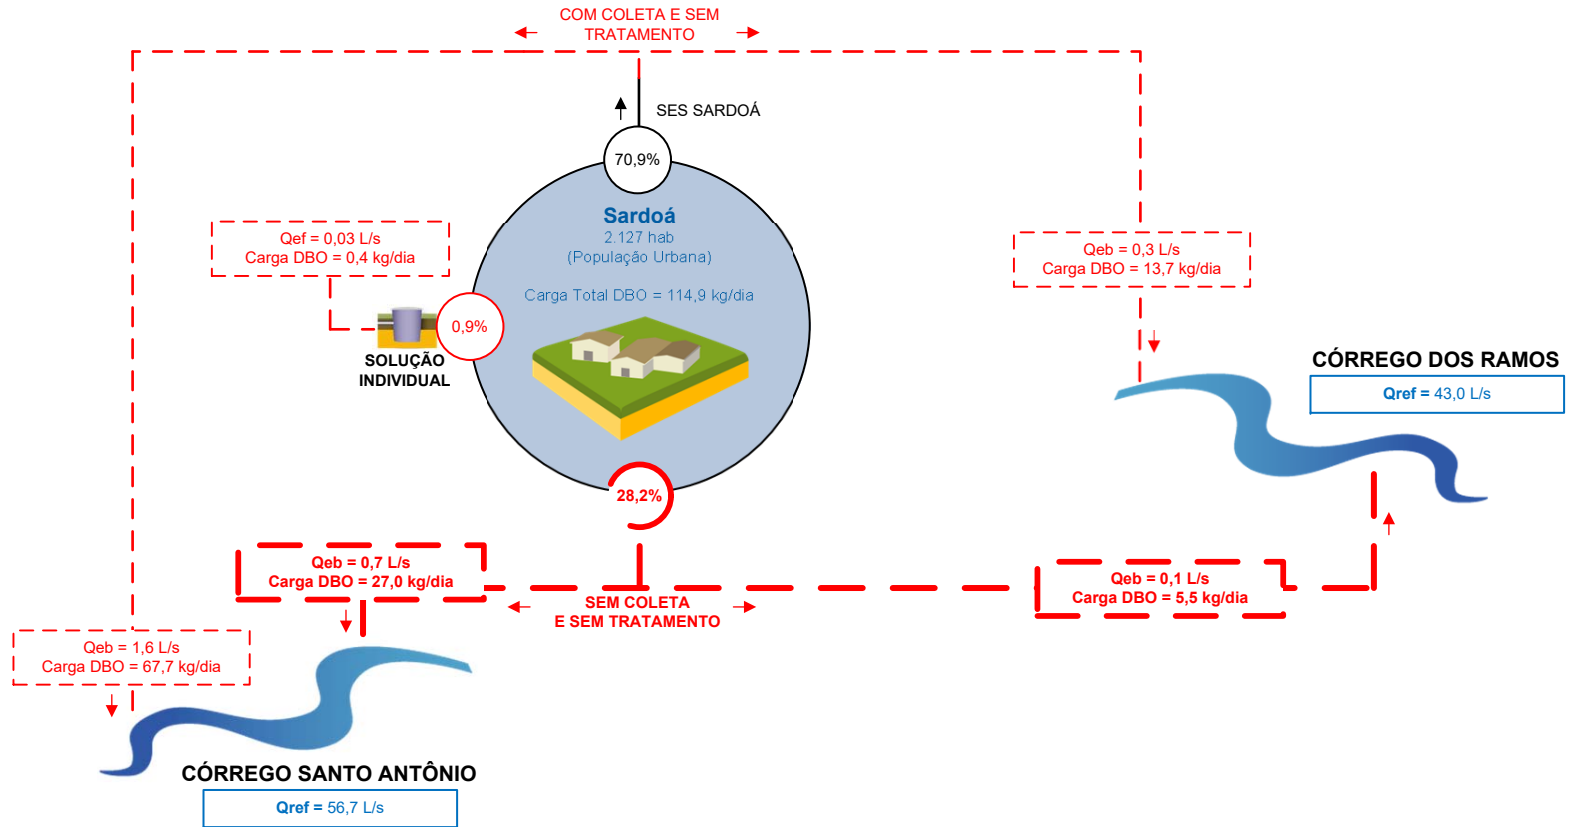 COM COLETA E SEM
TRATAMENTO
SES SARDOÁ
70,9%
Sardoá
2.127 hab
(População Urbana)
Carga Total DBO = 114,9 kg/dia
Qef = 0,03 L/s
Carga DBO = 0,4 kg/dia
0,9%
SOLUÇÃO
INDIVIDUAL
Qeb = 0,3 L/s
Carga DBO = 13,7 kg/dia
CÓRREGO DOS RAMOS
Qref = 43,0 L/s
28,2%
Qeb = 0,7 L/s
Carga DBO = 27,0 kg/dia
SEM COLETA
E SEM TRATAMENTO
Qeb = 0,1 L/s
Carga DBO = 5,5 kg/dia
Qeb = 1,6 L/s
Carga DBO = 67,7 kg/dia
CÓRREGO SANTO ANTÔNIO
Qref = 56,7 L/s